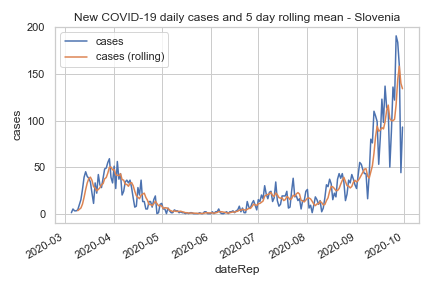 New COVID-19 daily cases and 5 day rolling mean - Slovenia
cases
cases (rolling)
200
150
100
50
0
cases
2020-03
2020-04
2020-05
2020-06
2020-07
2020-08
2020-09
2020-10
dateRep